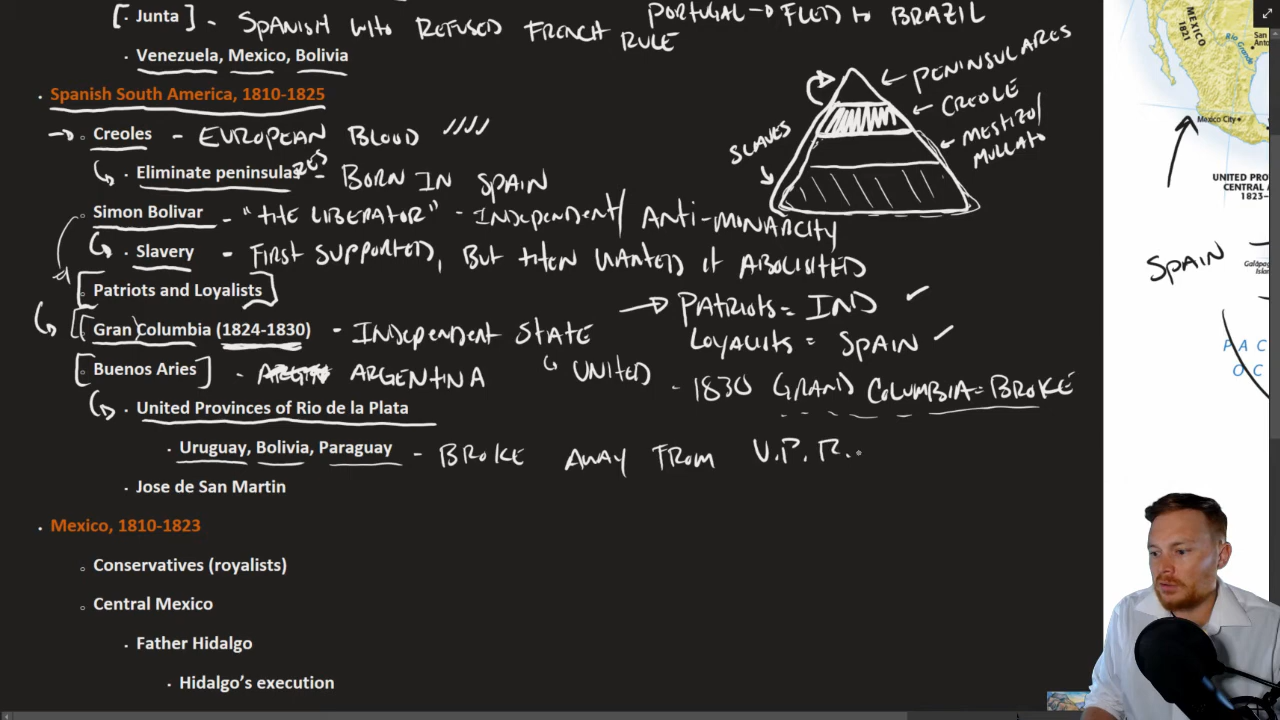 [Junta] - SPANISH WHO REFUSED FRENCH RULE
PORTUGAL → FLED to BRAZIL
Venezuela, Mexico, Bolivia
Spanish South America, 1810-1825
→ Creoles - EUROPEAN BLOOD
Eliminate peninsulaRES - BORN IN SPAIN
Simon Bolivar - "THE LIBERATOR" - INDEPENDENT/ ANTI-MONARCHY
Slavery - FIRST SUPPORTED, BUT then WANTED it ABOLISHED
Patriots and Loyalists
→ PATRIOTS = IND ✓
LOYALISTS = SPAIN ✓
Gran Columbia (1824-1830) - INDEPENDENT STATE
UNITED
- 1830 GRAND COLUMBIA = BROKE
[Buenos Aries] - ARGENTINA
United Provinces of Rio de la Plata
Uruguay, Bolivia, Paraguay - BROKE AWAY FROM U.P.R..
Jose de San Martin
Mexico, 1810-1823
Conservatives (royalists)
Central Mexico
Father Hidalgo
Hidalgo's execution
← PENINSULARES
← CREOLE
← MESTIZO/
MULLATO
SLAVES
MEXICO
1821
Rio Grande
San
Mexico City
UNITED PRO
CENTRAL A
1823
SPAIN
PAC
OC